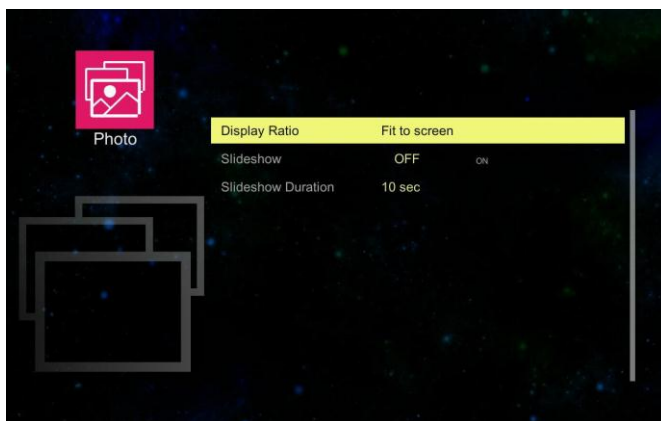 Photo
Display Ratio Fit to screen
Slideshow OFF ON
Slideshow Duration 10 sec